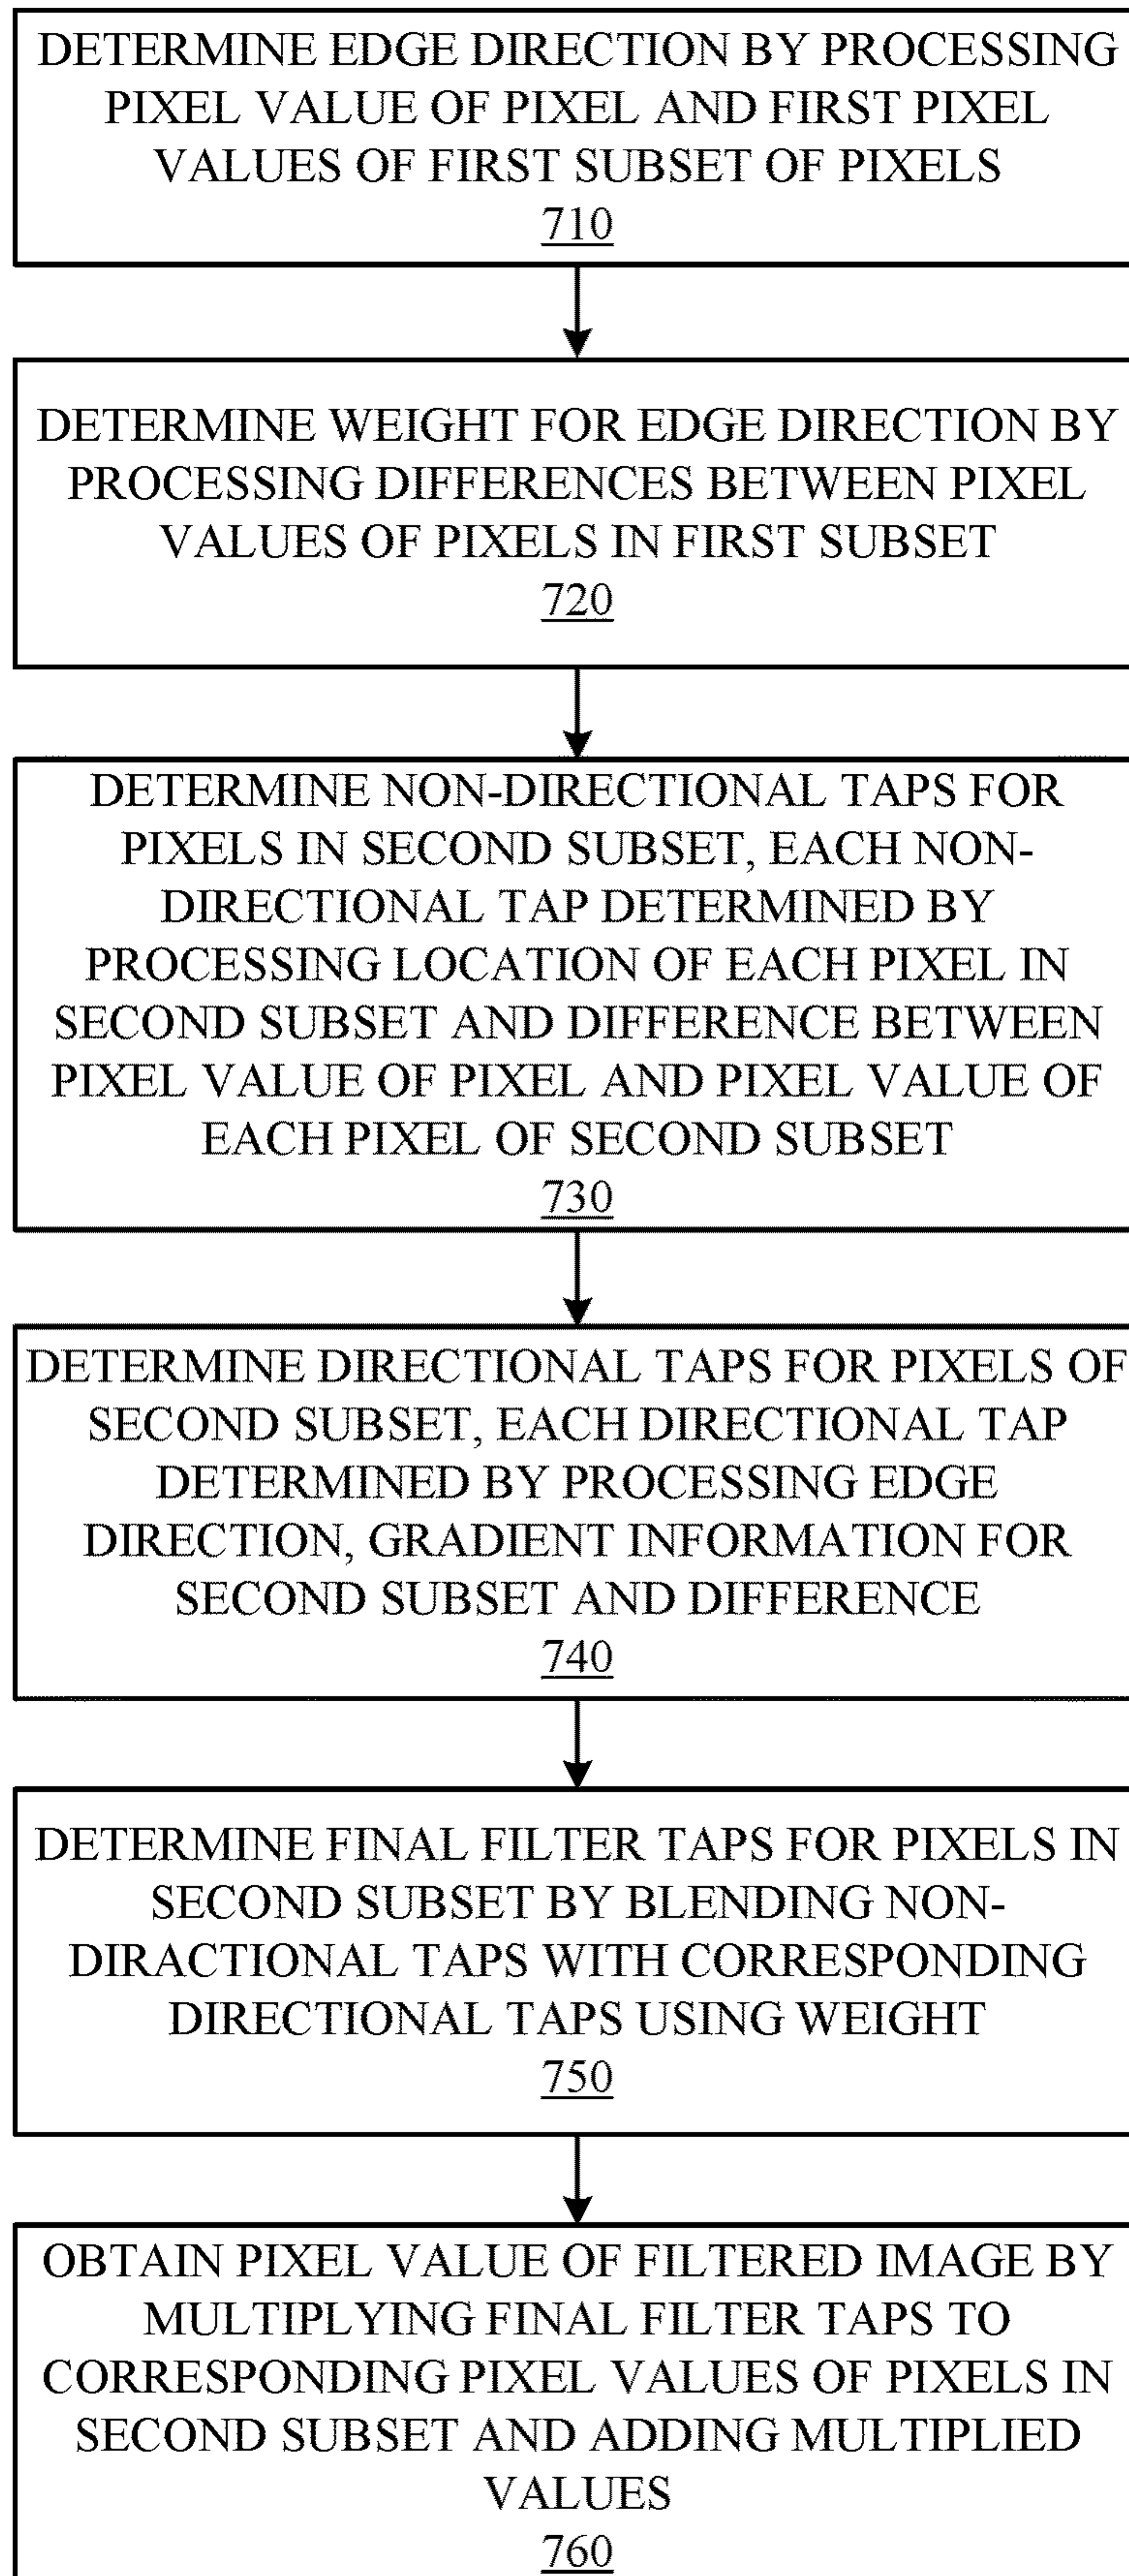 DETERMINE EDGE DIRECTION BY PROCESSING
PIXEL VALUE OF PIXEL AND FIRST PIXEL
VALUES OF FIRST SUBSET OF PIXELS
710
DETERMINE WEIGHT FOR EDGE DIRECTION BY
PROCESSING DIFFERENCES BETWEEN PIXEL
VALUES OF PIXELS IN FIRST SUBSET
720
DETERMINE NON-DIRECTIONAL TAPS FOR
PIXELS IN SECOND SUBSET, EACH NON-
DIRECTIONAL TAP DETERMINED BY
PROCESSING LOCATION OF EACH PIXEL IN
SECOND SUBSET AND DIFFERENCE BETWEEN
PIXEL VALUE OF PIXEL AND PIXEL VALUE OF
EACH PIXEL OF SECOND SUBSET
730
DETERMINE DIRECTIONAL TAPS FOR PIXELS OF
SECOND SUBSET, EACH DIRECTIONAL TAP
DETERMINED BY PROCESSING EDGE
DIRECTION, GRADIENT INFORMATION FOR
SECOND SUBSET AND DIFFERENCE
740
DETERMINE FINAL FILTER TAPS FOR PIXELS IN
SECOND SUBSET BY BLENDING NON-
DIRACTIONAL TAPS WITH CORRESPONDING
DIRECTIONAL TAPS USING WEIGHT
750
OBTAIN PIXEL VALUE OF FILTERED IMAGE BY
MULTIPLYING FINAL FILTER TAPS TO
CORRESPONDING PIXEL VALUES OF PIXELS IN
SECOND SUBSET AND ADDING MULTIPLIED
VALUES
760